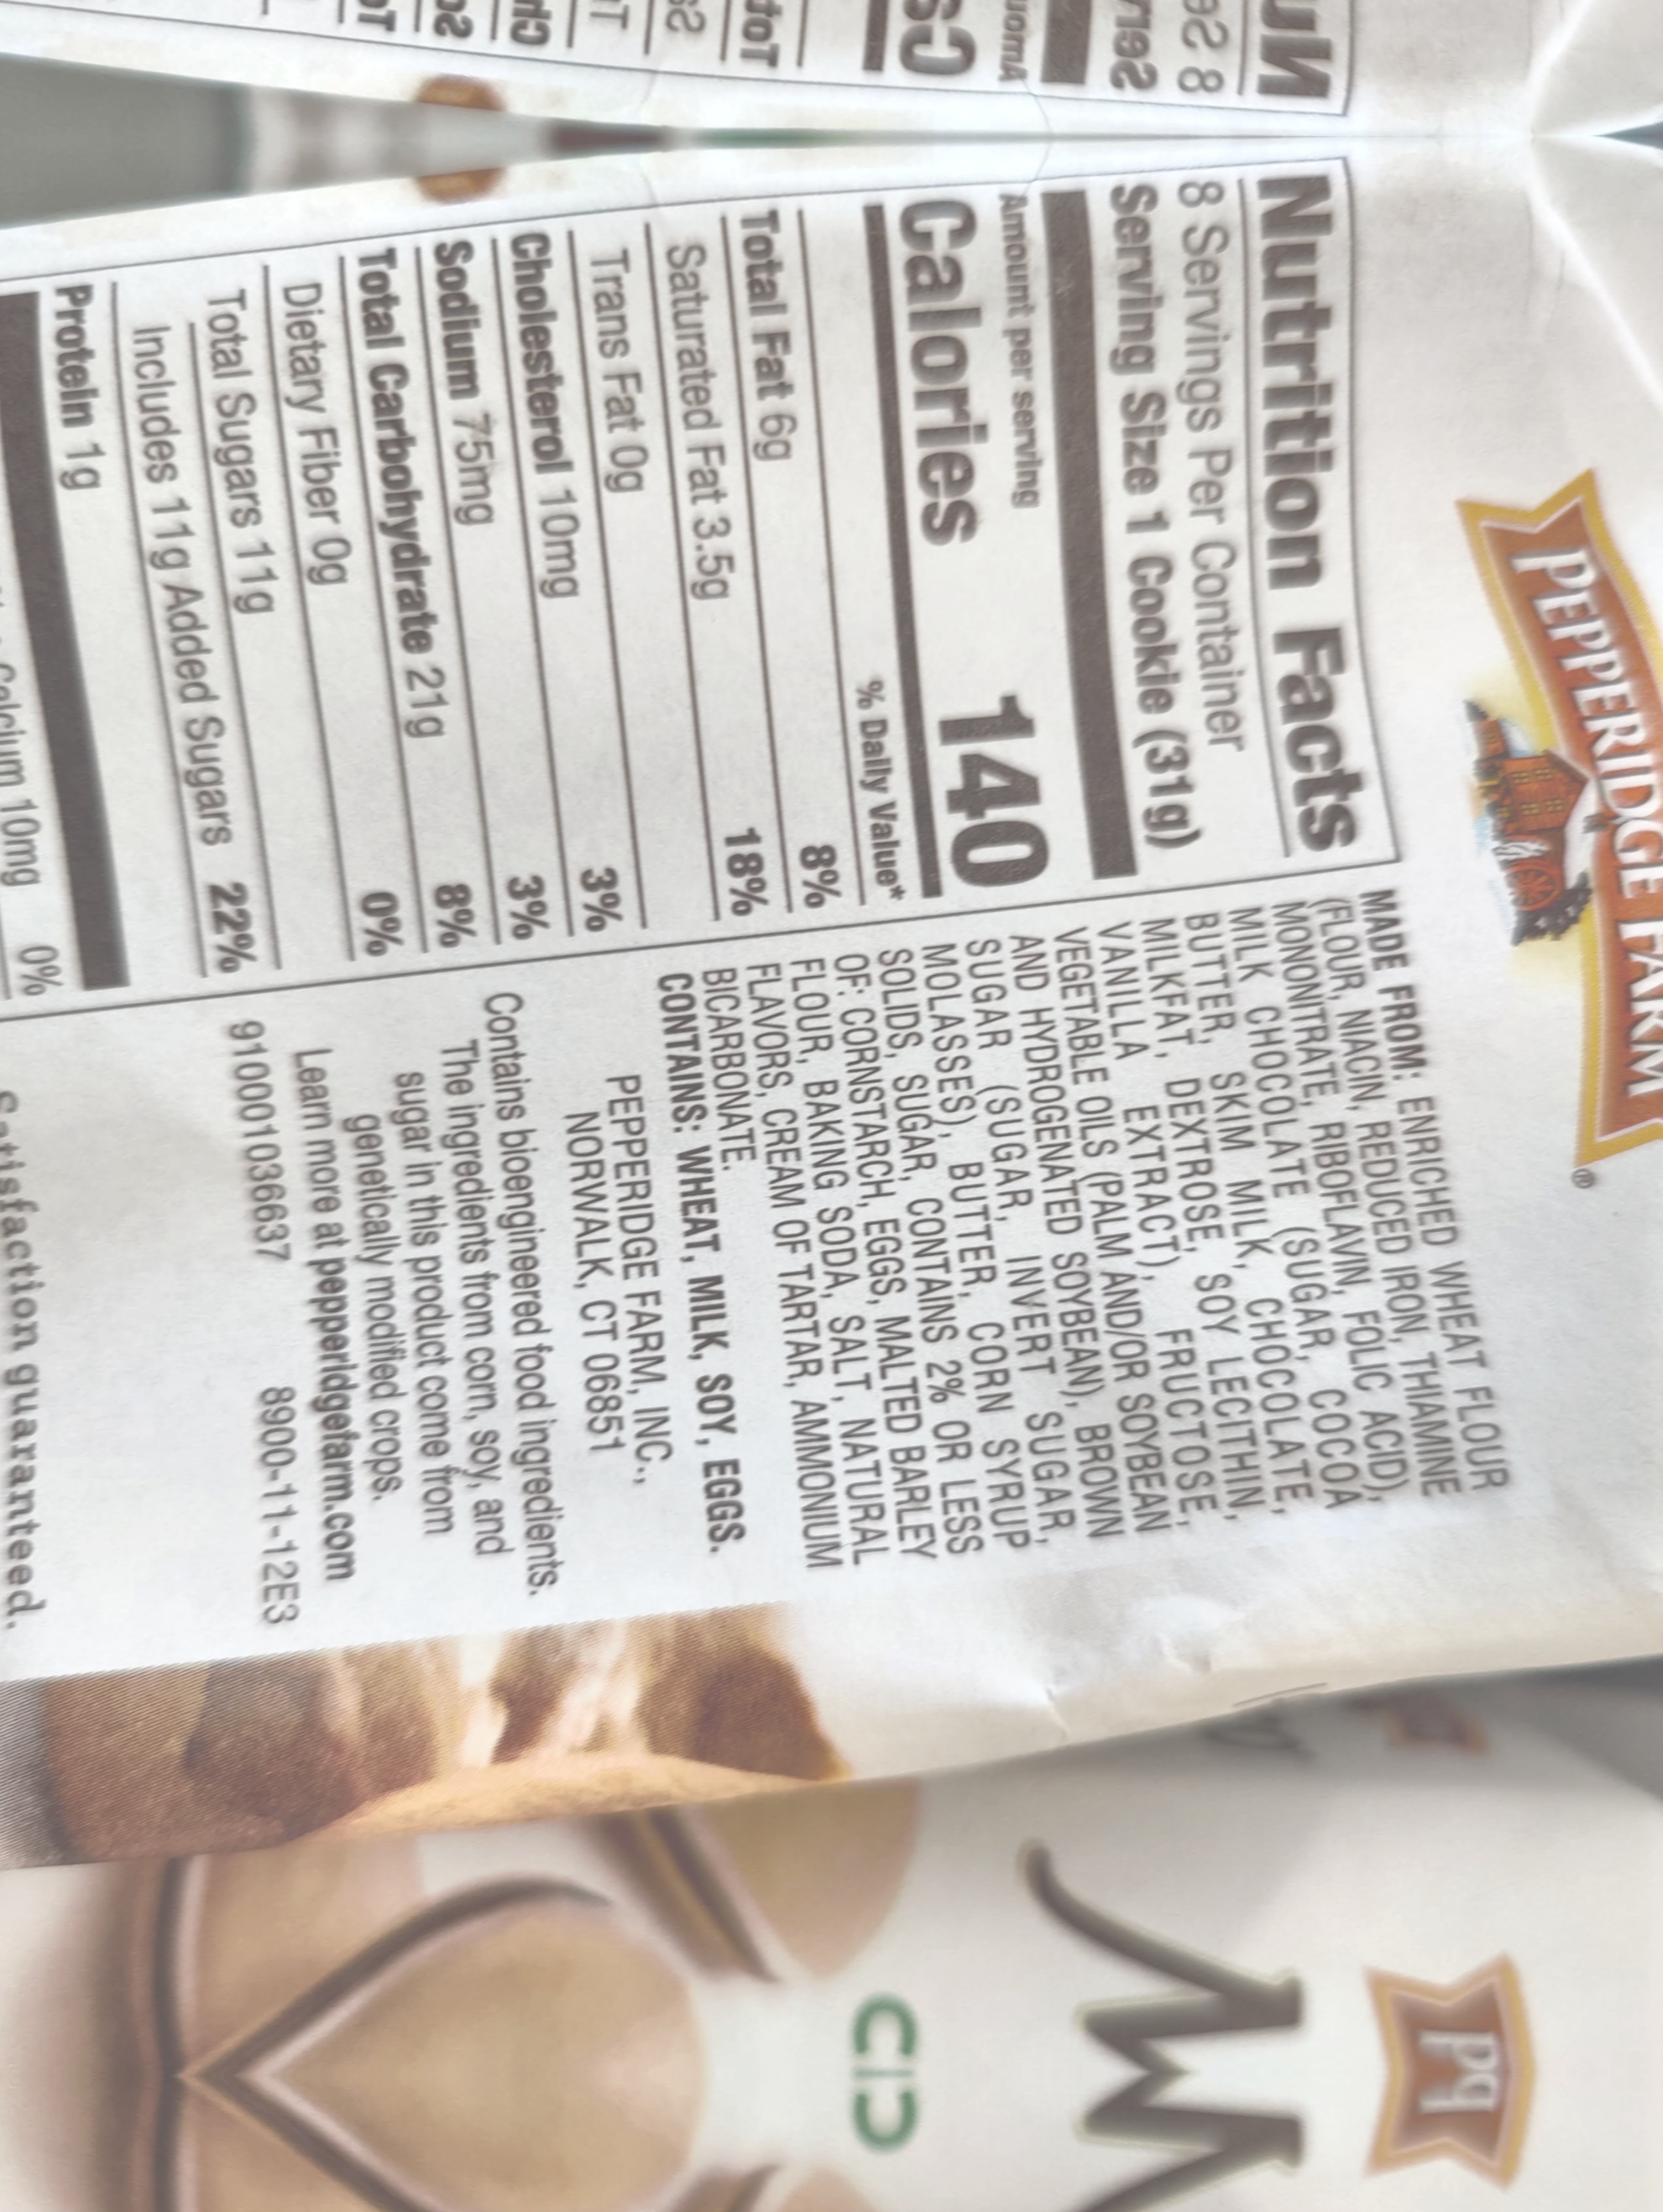 PEPPERIDGE FARM
®
Nutrition Facts
8 Servings Per Container
Serving Size 1 Cookie (31g)
Amount per serving
Calories 140
% Daily Value*
Total Fat 6g 8%
Saturated Fat 3.5g 18%
Trans Fat 0g
Cholesterol 10mg 3%
Sodium 75mg 3%
Total Carbohydrate 21g 8%
Dietary Fiber 0g 0%
Total Sugars 11g
Includes 11g Added Sugars 22%
Protein 1g
Calcium 10mg 0%
MADE FROM: ENRICHED WHEAT FLOUR
(FLOUR, NIACIN, REDUCED IRON, THIAMINE
MONONITRATE, RIBOFLAVIN, FOLIC ACID),
MILK CHOCOLATE (SUGAR, COCOA
BUTTER, SKIM MILK, CHOCOLATE,
MILKFAT, DEXTROSE, SOY LECITHIN,
VANILLA EXTRACT), FRUCTOSE,
VEGETABLE OILS (PALM AND/OR SOYBEAN
AND HYDROGENATED SOYBEAN), BROWN
SUGAR (SUGAR, INVERT SUGAR,
MOLASSES), BUTTER, CORN SYRUP
SOLIDS, SUGAR, CONTAINS 2% OR LESS
OF: CORNSTARCH, EGGS, MALTED BARLEY
FLOUR, BAKING SODA, SALT, NATURAL
FLAVORS, CREAM OF TARTAR, AMMONIUM
BICARBONATE.
CONTAINS: WHEAT, MILK, SOY, EGGS.
PEPPERIDGE FARM, INC.,
NORWALK, CT 06851
Contains bioengineered food ingredients.
The ingredients from corn, soy, and
sugar in this product come from
genetically modified crops.
Learn more at pepperidgefarm.com
910001036637 8900-11-12E3
Satisfaction guaranteed.